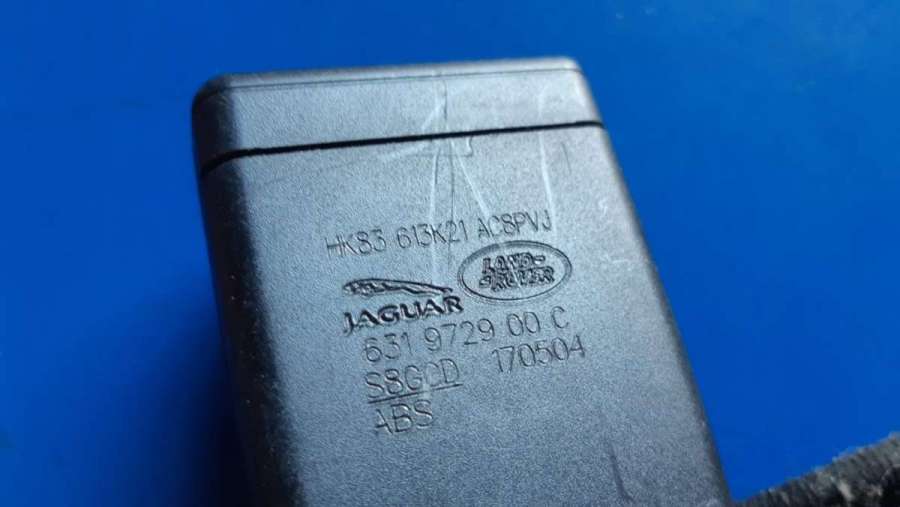 HK83 613K21 AC8PVJ
JAGUAR
LAND-
ROVER
631 9729 00 C
S8GCD 170504
ABS